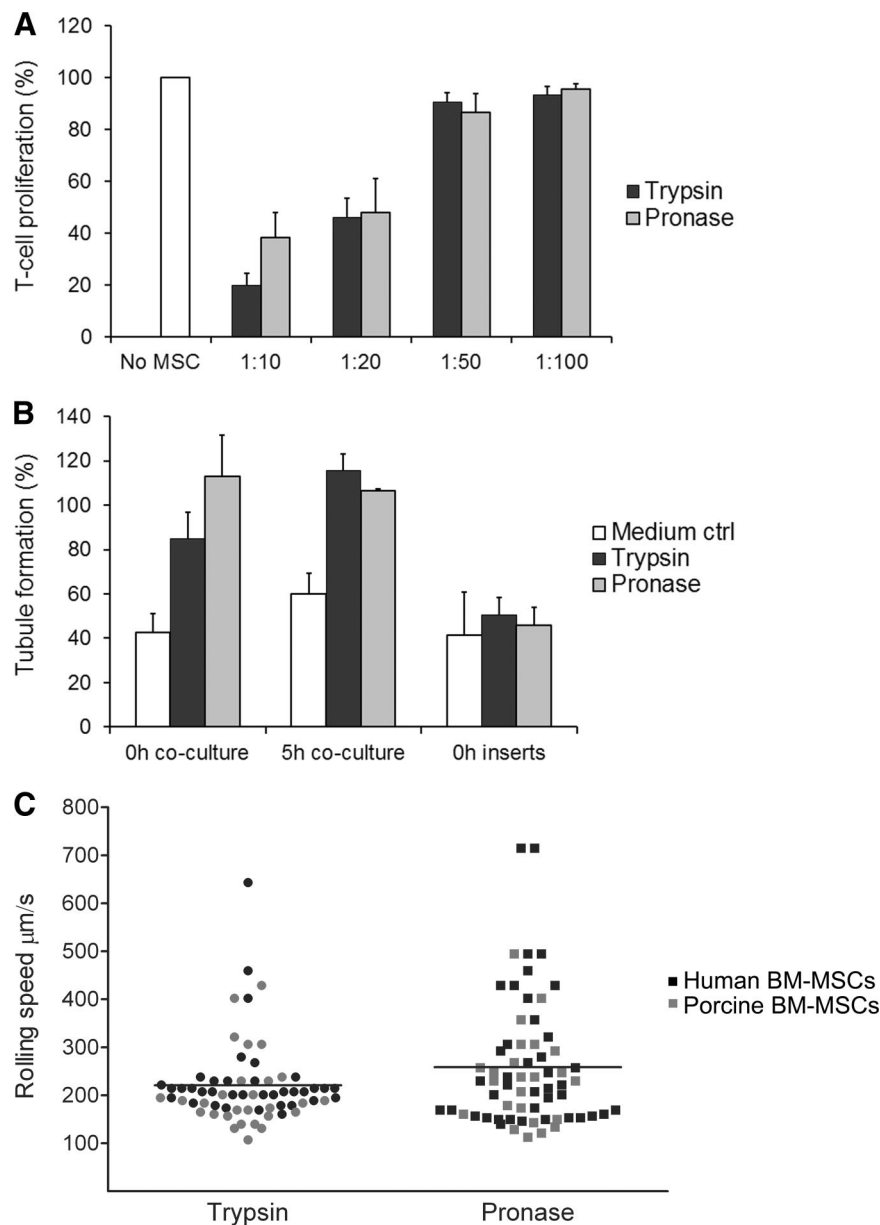 A
T-cell proliferation (%)
120
100
80
60
40
20
0
No MSC 1:10 1:20 1:50 1:100
Trypsin
Pronase
B
Tubule formation (%)
140
120
100
80
60
40
20
0
0h co-culture 5h co-culture 0h inserts
Medium ctrl
Trypsin
Pronase
C
Rolling speed µm/s
800
700
600
500
400
300
200
100
Trypsin Pronase
Human BM-MSCs
Porcine BM-MSCs